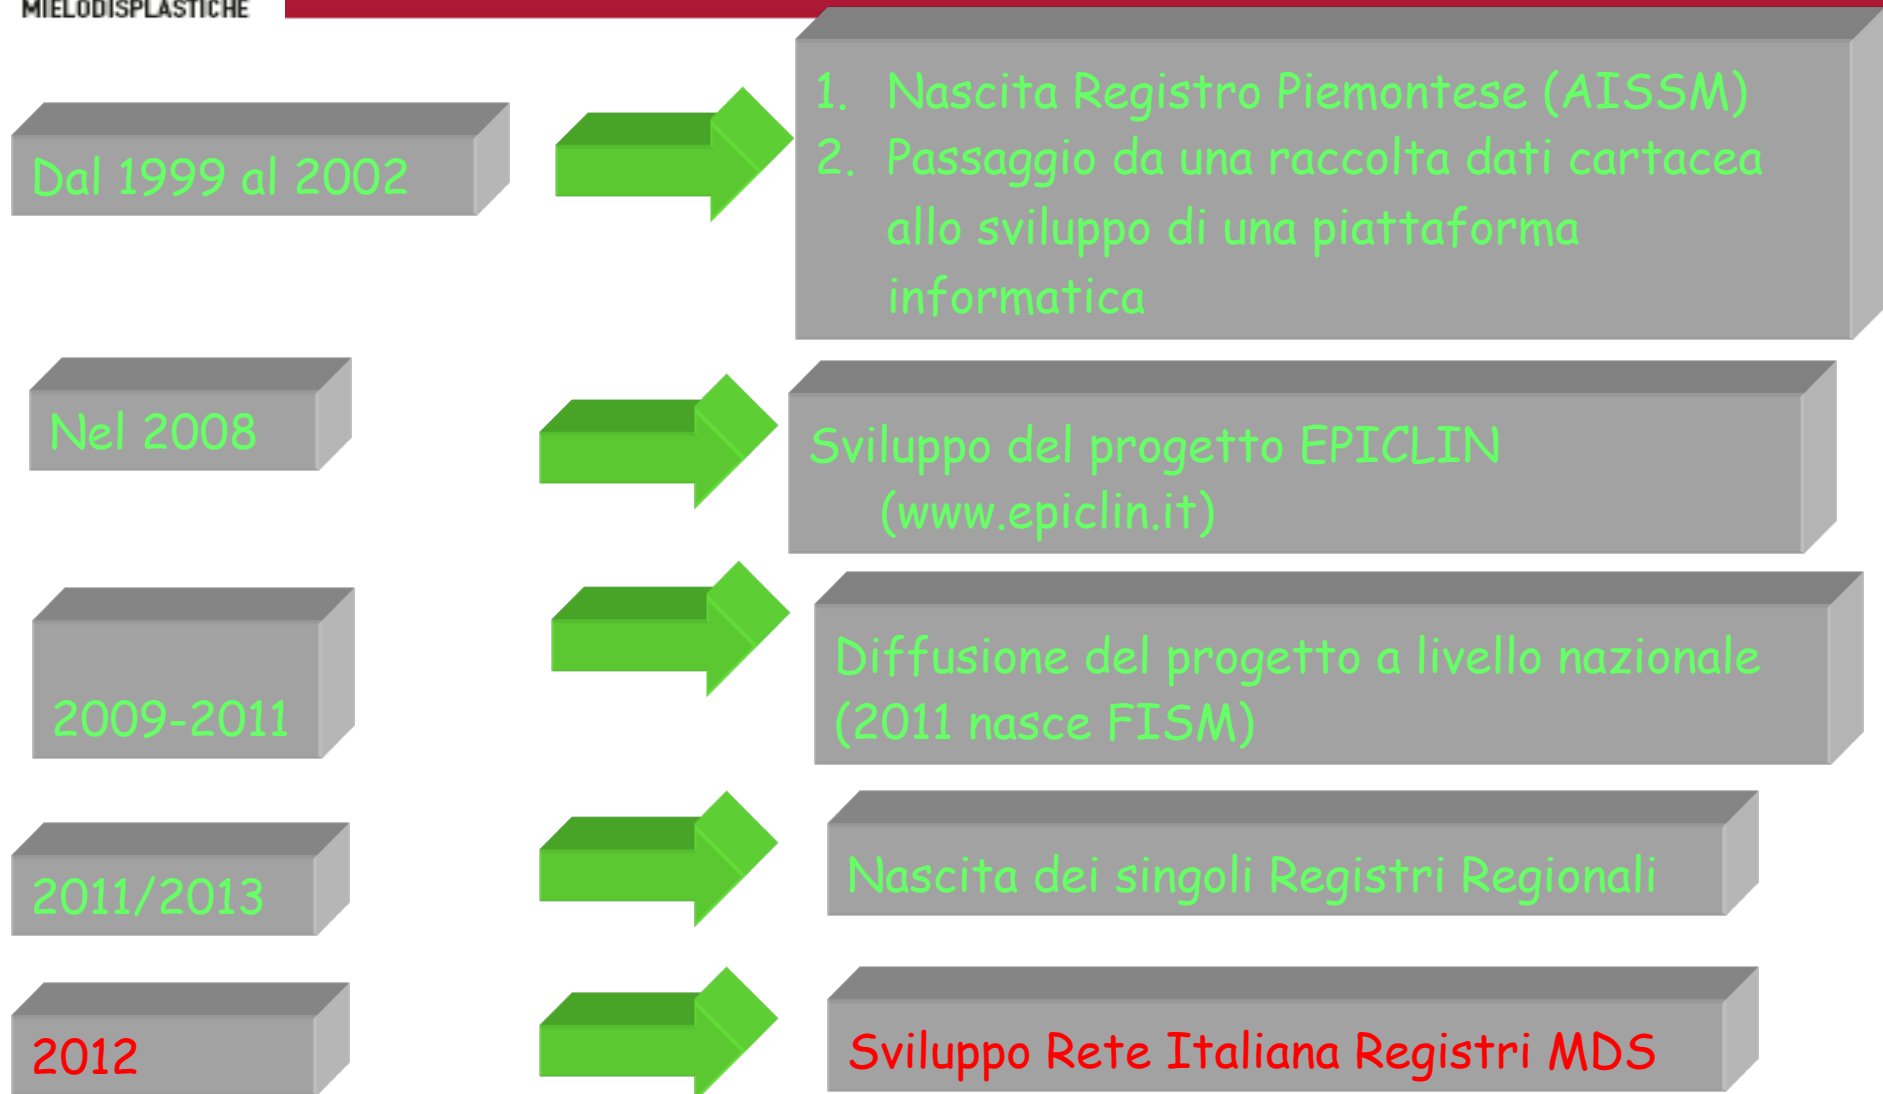 MIELODISPLASTICHE
Dal 1999 al 2002
1. Nascita Registro Piemontese (AISSM)
2. Passaggio da una raccolta dati cartacea
allo sviluppo di una piattaforma
informatica
Nel 2008
Sviluppo del progetto EPICLIN
(www.epiclin.it)
2009-2011
Diffusione del progetto a livello nazionale
(2011 nasce FISM)
2011/2013
Nascita dei singoli Registri Regionali
2012
Sviluppo Rete Italiana Registri MDS